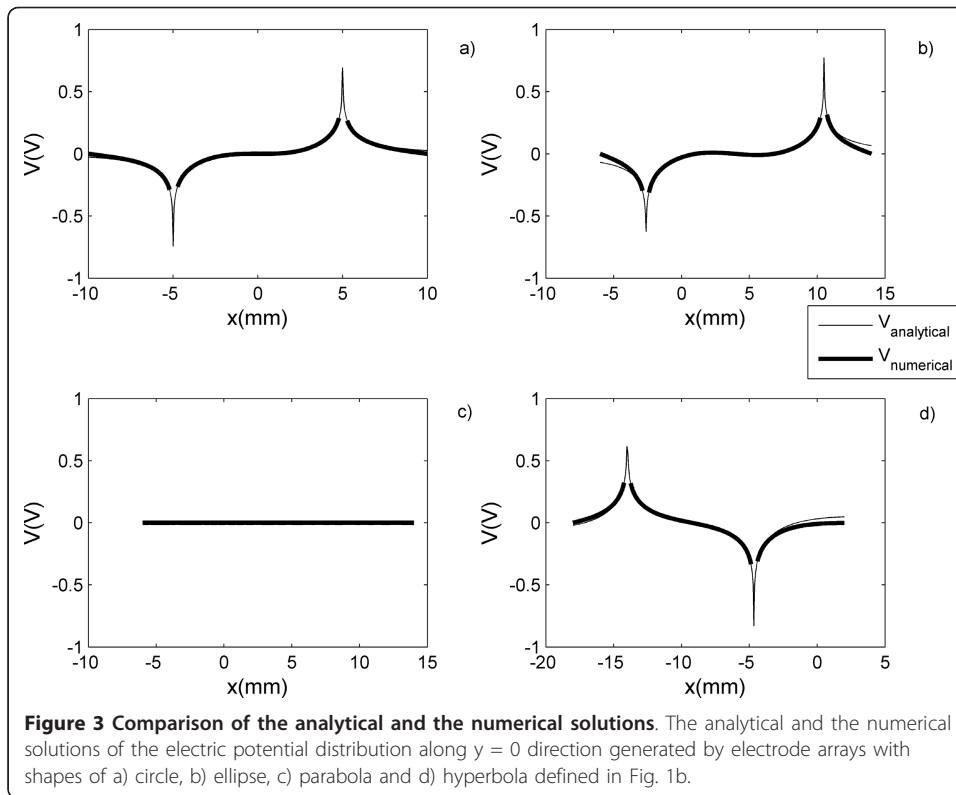 a)
1
0.5
0
-0.5
-1
V(V)
-10 -5 0 5 10
x(mm)
b)
1
0.5
0
-0.5
-1
V(V)
-10 -5 0 5 10 15
x(mm)
V_analytical
V_numerical
c)
1
0.5
0
-0.5
-1
V(V)
-10 -5 0 5 10 15
x(mm)
d)
1
0.5
0
-0.5
-1
V(V)
-20 -15 -10 -5 0 5
x(mm)
Figure 3 Comparison of the analytical and the numerical solutions. The analytical and the numerical
solutions of the electric potential distribution along y = 0 direction generated by electrode arrays with
shapes of a) circle, b) ellipse, c) parabola and d) hyperbola defined in Fig. 1b.